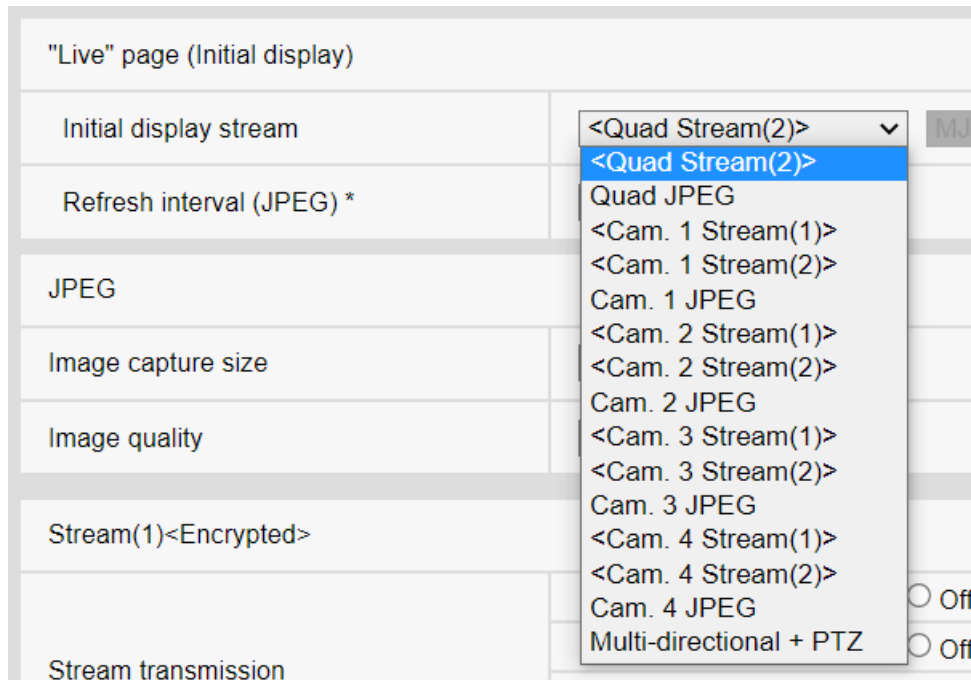 "Live" page (Initial display)
Initial display stream
<Quad Stream(2)>
MJ
<Quad Stream(2)>
Quad JPEG
<Cam. 1 Stream(1)>
<Cam. 1 Stream(2)>
Cam. 1 JPEG
<Cam. 2 Stream(1)>
<Cam. 2 Stream(2)>
Cam. 2 JPEG
<Cam. 3 Stream(1)>
<Cam. 3 Stream(2)>
Cam. 3 JPEG
<Cam. 4 Stream(1)>
<Cam. 4 Stream(2)>
Cam. 4 JPEG
Multi-directional + PTZ
Refresh interval (JPEG) *
JPEG
Image capture size
Image quality
Stream(1)<Encrypted>
Stream transmission
Off
Off